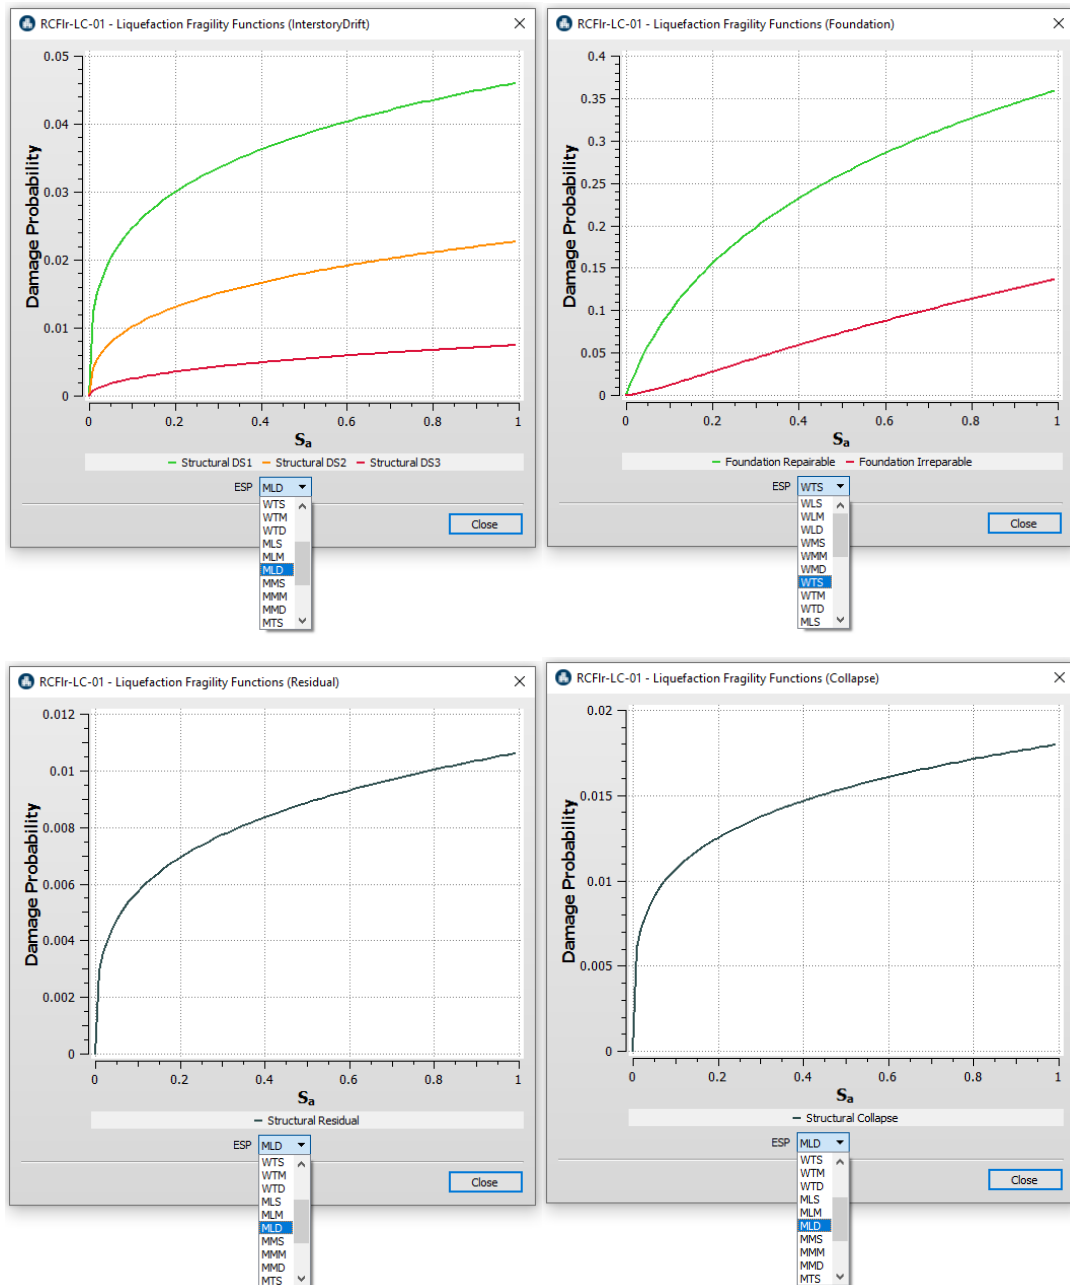 RCFIr-LC-01 - Liquefaction Fragility Functions (InterstoryDrift)
Damage Probability
0.05
0.04
0.03
0.02
0.01
0
0 0.2 0.4 0.6 0.8 1
Sa
Structural DS1 Structural DS2 Structural DS3
ESP MLD
WTS
WTM
WTD
MLS
MLM
MLD
MMS
MMM
MMD
MTS
Close
RCFIr-LC-01 - Liquefaction Fragility Functions (Foundation)
Damage Probability
0.4
0.35
0.3
0.25
0.2
0.15
0.1
0.05
0
0 0.2 0.4 0.6 0.8 1
Sa
Foundation Repairable Foundation Irreparable
ESP WTS
WLS
WLM
WLD
WMS
WMM
WMD
WTS
WTM
WTD
MLS
Close
RCFIr-LC-01 - Liquefaction Fragility Functions (Residual)
Damage Probability
0.012
0.01
0.008
0.006
0.004
0.002
0
0 0.2 0.4 0.6 0.8 1
Sa
Structural Residual
ESP MLD
WTS
WTM
WTD
MLS
MLM
MLD
MMS
MMM
MMD
MTS
Close
RCFIr-LC-01 - Liquefaction Fragility Functions (Collapse)
Damage Probability
0.02
0.015
0.01
0.005
0
0 0.2 0.4 0.6 0.8 1
Sa
Structural Collapse
ESP MLD
WTS
WTM
WTD
MLS
MLM
MLD
MMS
MMM
MMD
MTS
Close